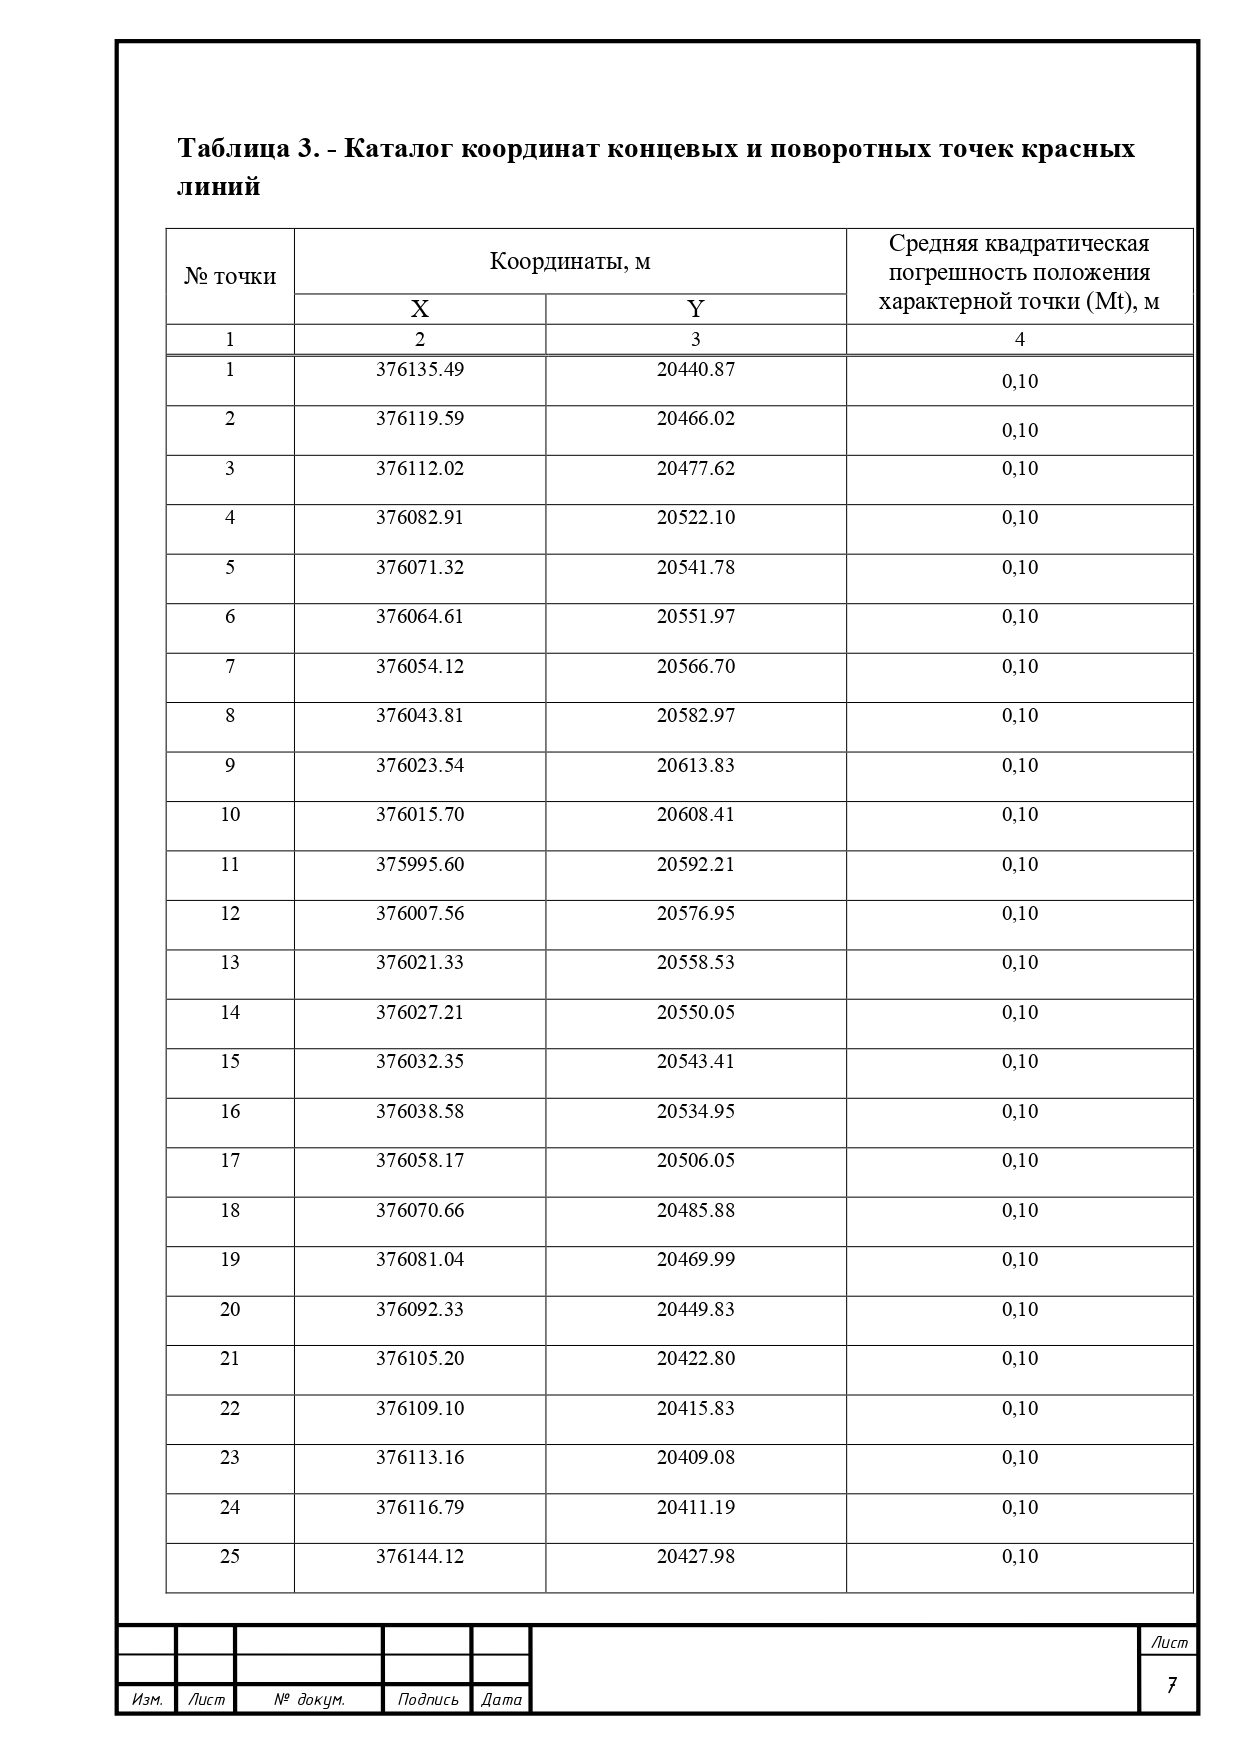 Таблица 3. - Каталог координат концевых и поворотных точек красных
линий
№ точки
Координаты, м
Средняя квадратическая
погрешность положения
характерной точки (Mt), м
X Y
1 2 3 4
1 376135.49 20440.87 0,10
2 376119.59 20466.02 0,10
3 376112.02 20477.62 0,10
4 376082.91 20522.10 0,10
5 376071.32 20541.78 0,10
6 376064.61 20551.97 0,10
7 376054.12 20566.70 0,10
8 376043.81 20582.97 0,10
9 376023.54 20613.83 0,10
10 376015.70 20608.41 0,10
11 375995.60 20592.21 0,10
12 376007.56 20576.95 0,10
13 376021.33 20558.53 0,10
14 376027.21 20550.05 0,10
15 376032.35 20543.41 0,10
16 376038.58 20534.95 0,10
17 376058.17 20506.05 0,10
18 376070.66 20485.88 0,10
19 376081.04 20469.99 0,10
20 376092.33 20449.83 0,10
21 376105.20 20422.80 0,10
22 376109.10 20415.83 0,10
23 376113.16 20409.08 0,10
24 376116.79 20411.19 0,10
25 376144.12 20427.98 0,10
Лист
7
Изм. Лист № докум. Подпись Дата